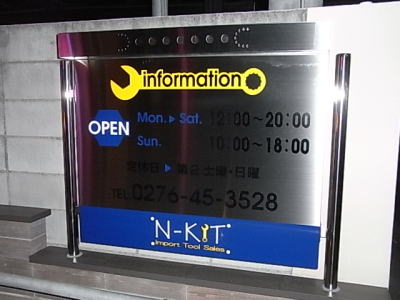 information
OPEN
Mon. ▶ Sat. 12:00～20:00
Sun. 10:00～18:00
定休日 ▶ 第2土曜・日曜
TEL.0276-45-3528
N-KIT
Import Tool Sales